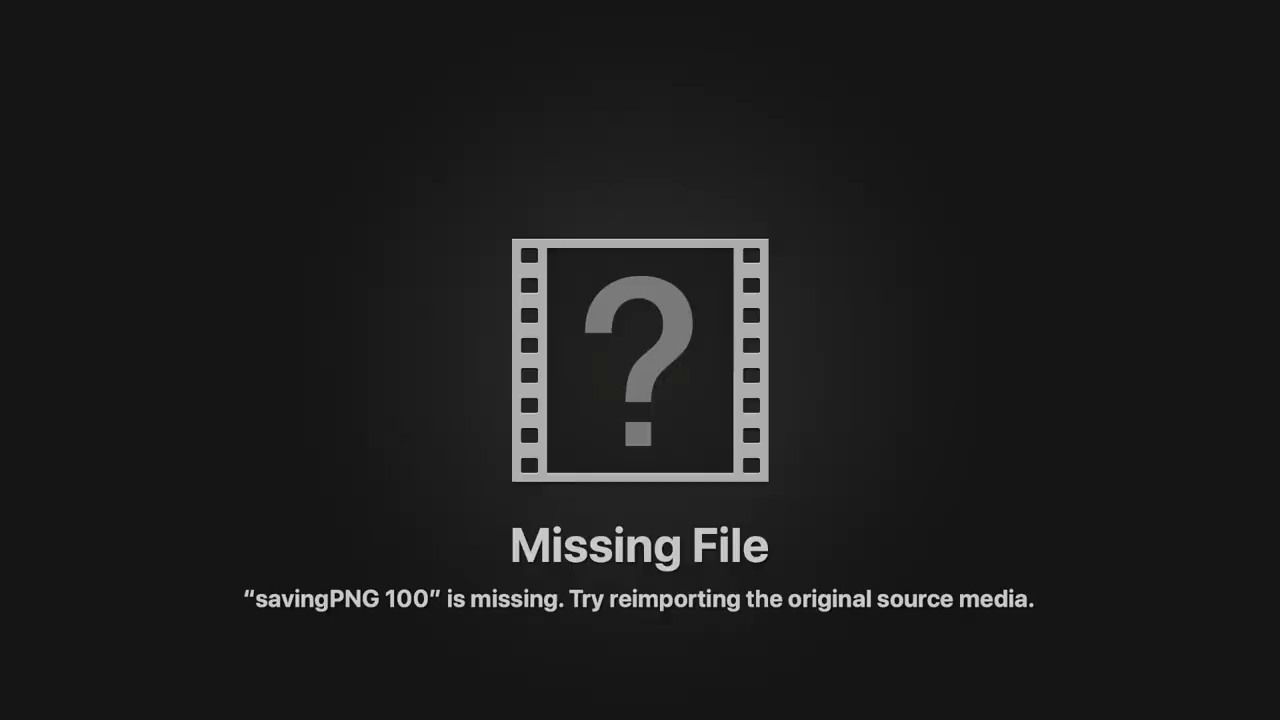 ?
Missing File
“savingPNG 100” is missing. Try reimporting the original source media.